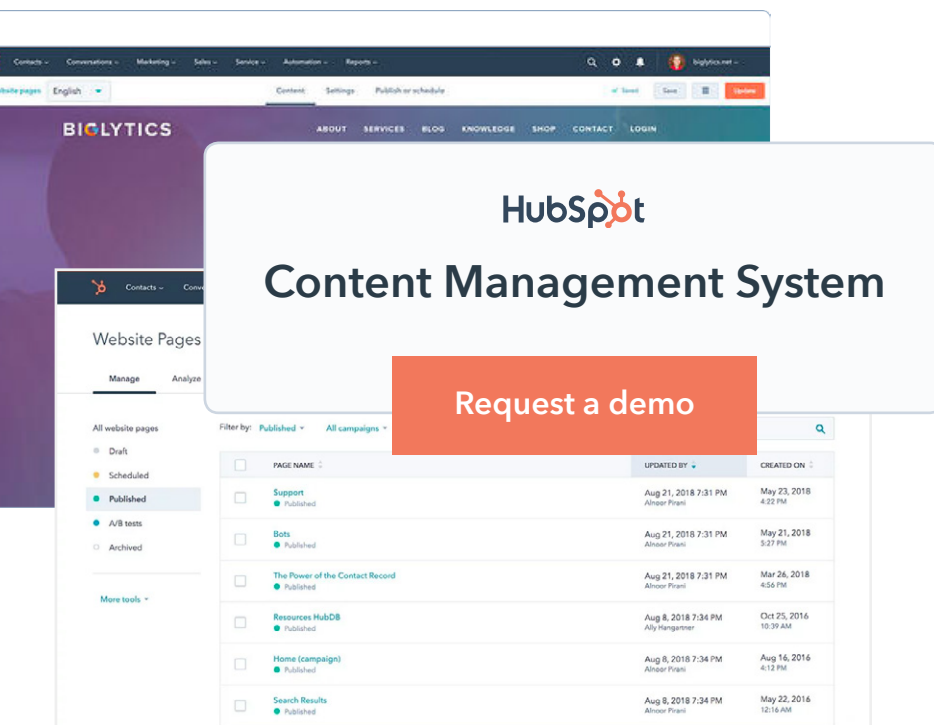 Contacts Conversations Marketing Sales Service Automation Reports biglytics.net
website pages English Content Settings Publish or schedule Saved Save Update
BIGLYTICS ABOUT SERVICES BLOG KNOWLEDGE SHOP CONTACT LOGIN
HubSpot
Content Management System
Request a demo
Contacts Conve
Website Pages
Manage Analyze
All website pages
Draft
Scheduled
Published
A/B tests
Archived
More tools
Filter by: Published All campaigns
PAGE NAME UPDATED BY CREATED ON
Support Aug 21, 2018 7:31 PM May 23, 2018
Published Alnoor Pirani 4:22 PM
Bots Aug 21, 2018 7:31 PM May 21, 2018
Published Alnoor Pirani 5:27 PM
The Power of the Contact Record Aug 21, 2018 7:31 PM Mar 26, 2018
Published Alnoor Pirani 4:56 PM
Resources HubDB Aug 8, 2018 7:34 PM Oct 25, 2016
Published Ally Hangartner 10:39 AM
Home (campaign) Aug 8, 2018 7:34 PM Aug 16, 2016
Published Alnoor Pirani 4:12 PM
Search Results Aug 8, 2018 7:34 PM May 22, 2016
Published Alnoor Pirani 12:16 AM